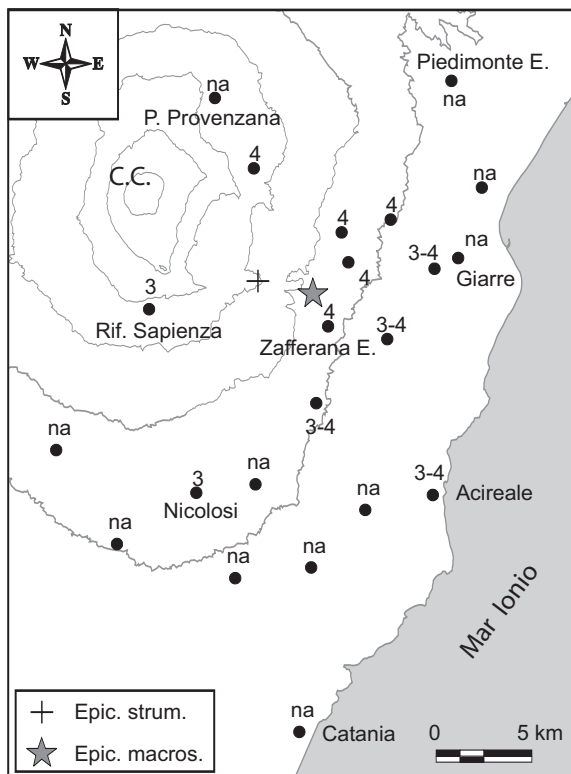 N
W E
S
na
P. Provenzana
Piedimonte E.
na
4
C.C.
na
4
4
4
3-4
na
Giarre
3
Rif. Sapienza
4
Zafferana E.
3-4
3-4
na
3
Nicolosi
na
3-4
Acireale
na
na
na
na
Mar Ionio
na
Catania
Epic. strum.
Epic. macros.
0 5 km